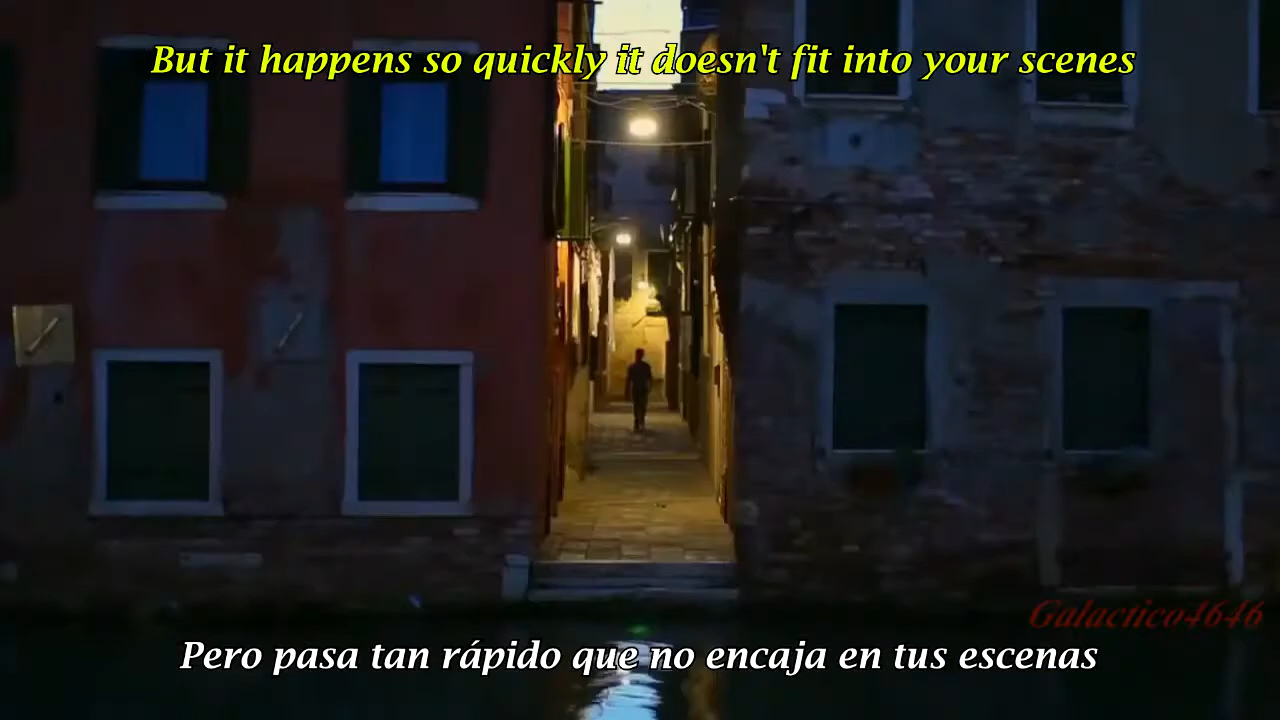 But it happens so quickly it doesn't fit into your scenes
Galactico4646
Pero pasa tan rápido que no encaja en tus escenas